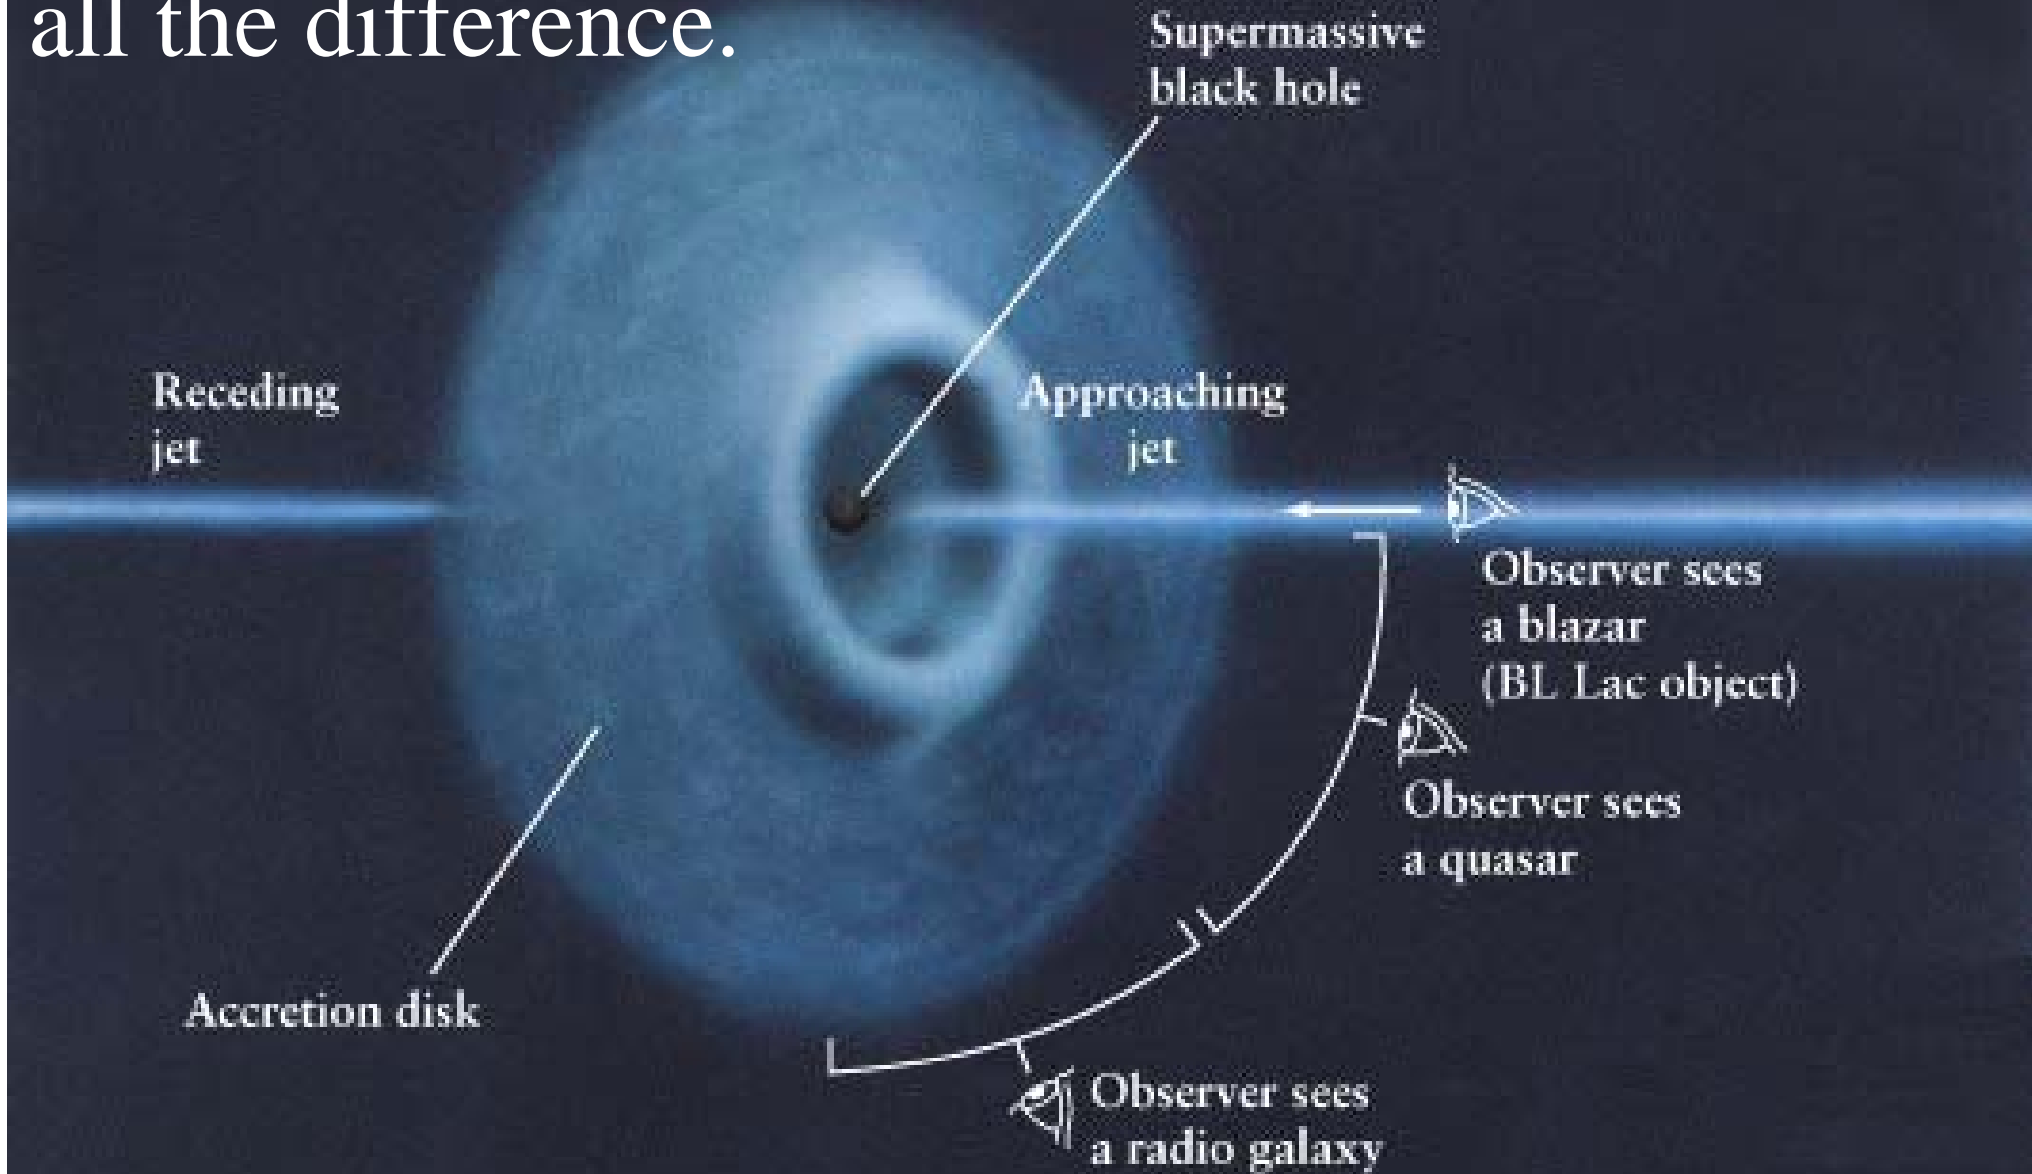 all the difference.
Supermassive
black hole
Receding
jet
Approaching
jet
Observer sees
a blazar
(BL Lac object)
Observer sees
a quasar
Accretion disk
Observer sees
a radio galaxy